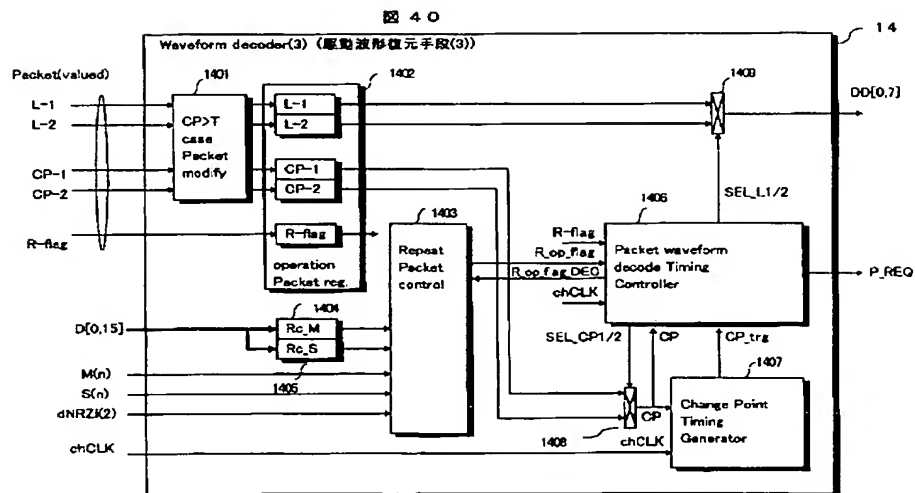 図 40
14
Waveform decoder(3) (駆動波形復元手段(3))
Packet(valued)
L-1
L-2
CP-1
CP-2
R-flag
D[0,15]
M(n)
S(n)
dNRZi(2)
chCLK
1401
CP>T
case
Packet
modify
1402
L-1
L-2
CP-1
CP-2
R-flag
operation
Packet reg.
1404
Rc_M
Rc_S
1405
1403
Repeat
Packet
control
R-flag
R_op_flag
R_op_flag_DEC
chCLK
1406
Packet waveform
decode Timing
Controller
1409
DD[0,7]
SEL_L1/2
P_REQ
SEL_CP1/2
CP
CP_trg
1407
Change Point
Timing
Generator
CP
1408
chCLK